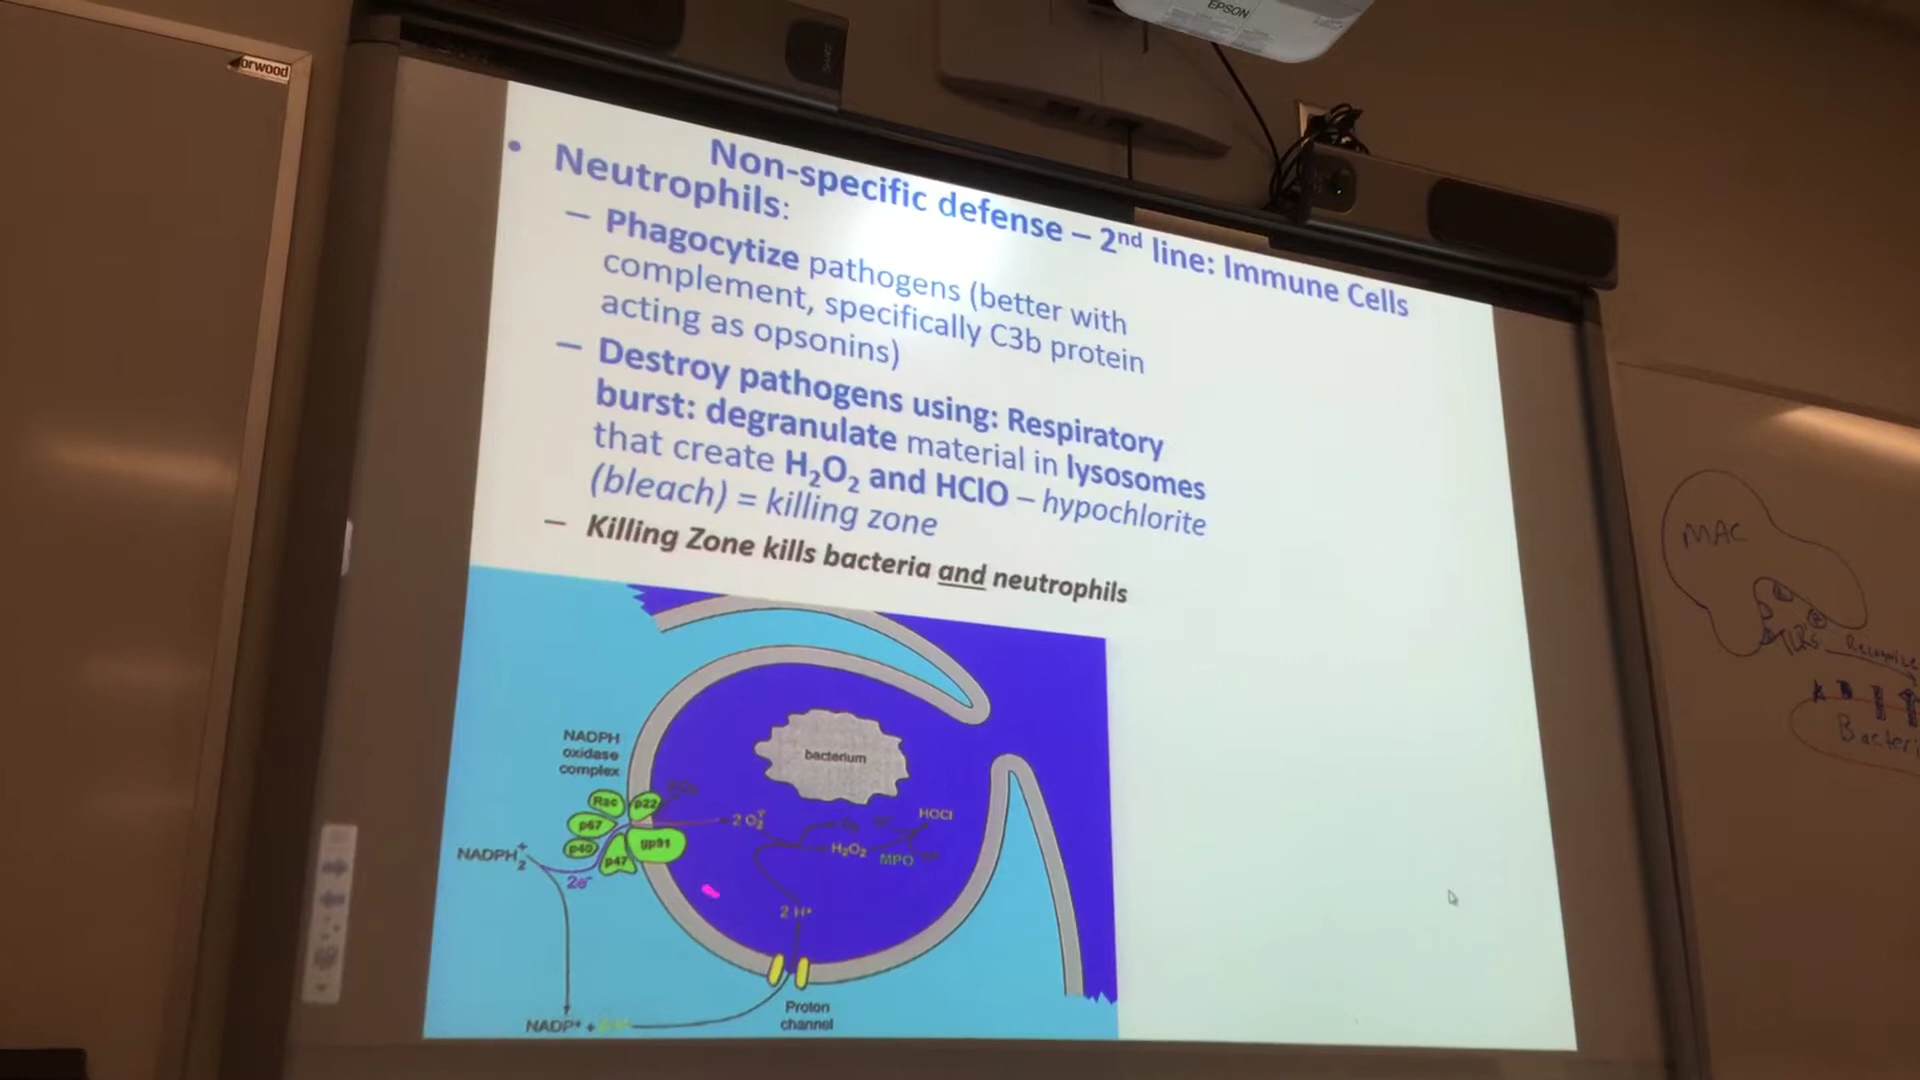 EPSON
orwood
Non-specific defense – 2nd line: Immune Cells
• Neutrophils:
– Phagocytize pathogens (better with
complement, specifically C3b protein
acting as opsonins)
– Destroy pathogens using: Respiratory
burst: degranulate material in lysosomes
that create H₂O₂ and HClO – hypochlorite
(bleach) = killing zone
– Killing Zone kills bacteria and neutrophils
NADPH
oxidase
complex
bacterium
Rac
p22
p67
p40
p47
gp91
2 O₂⁻
HOCl
H₂O₂
MPO
NADPH₂⁺
2e⁻
2 H⁺
NADP⁺ +
Proton
channel
MAC
TLRs